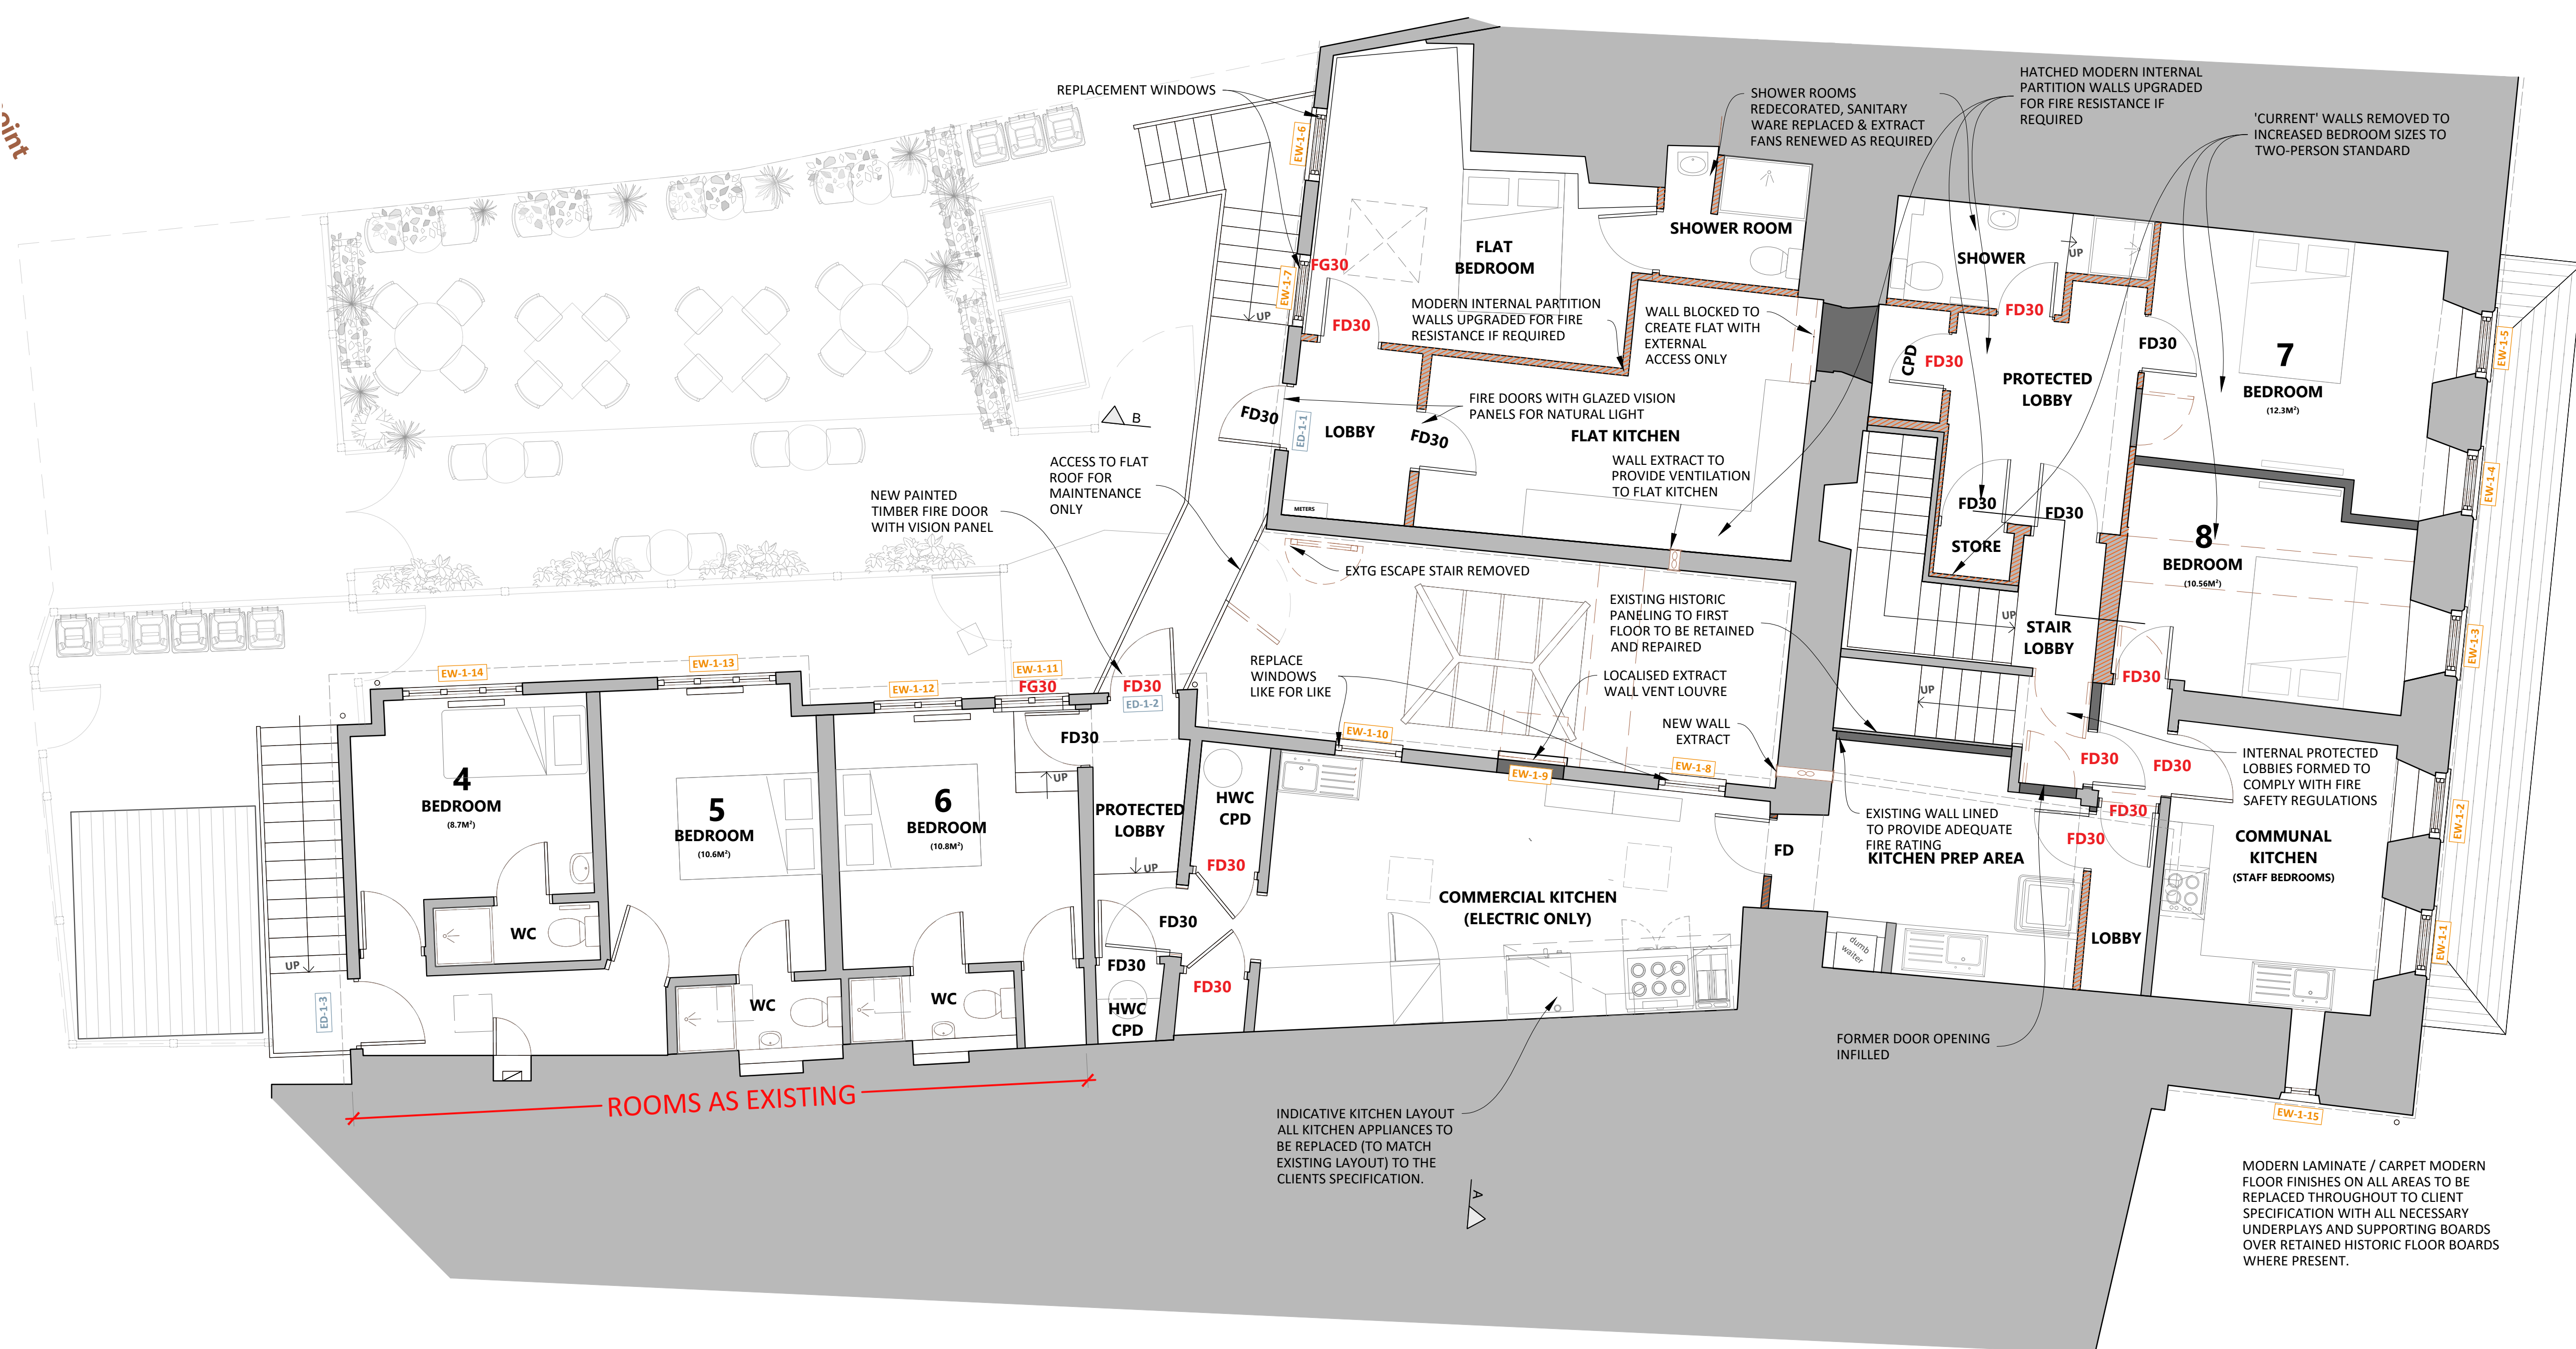 REPLACEMENT WINDOWS
SHOWER ROOMS
REDECORATED, SANITARY
WARE REPLACED & EXTRACT
FANS RENEWED AS REQUIRED
HATCHED MODERN INTERNAL
PARTITION WALLS UPGRADED
FOR FIRE RESISTANCE IF
REQUIRED
'CURRENT' WALLS REMOVED TO
INCREASED BEDROOM SIZES TO
TWO-PERSON STANDARD
EW-1-6
EW-1-7
FG30
FD30
FLAT
BEDROOM
SHOWER ROOM
SHOWER
UP
FD30
7
BEDROOM
(12.3M²)
EW-1-5
EW-1-4
MODERN INTERNAL PARTITION
WALLS UPGRADED FOR FIRE
RESISTANCE IF REQUIRED
WALL BLOCKED TO
CREATE FLAT WITH
EXTERNAL
ACCESS ONLY
CPD
FD30
PROTECTED
LOBBY
FD30
UP
B
FD30
ED-1-1
LOBBY
FD30
FIRE DOORS WITH GLAZED VISION
PANELS FOR NATURAL LIGHT
FLAT KITCHEN
WALL EXTRACT TO
PROVIDE VENTILATION
TO FLAT KITCHEN
METERS
ACCESS TO FLAT
ROOF FOR
MAINTENANCE
ONLY
NEW PAINTED
TIMBER FIRE DOOR
WITH VISION PANEL
EXTG ESCAPE STAIR REMOVED
FD30
FD30
STORE
8
BEDROOM
(10.56M²)
EW-1-3
EXISTING HISTORIC
PANELING TO FIRST
FLOOR TO BE RETAINED
AND REPAIRED
UP
STAIR
LOBBY
FD30
REPLACE
WINDOWS
LIKE FOR LIKE
LOCALISED EXTRACT
WALL VENT LOUVRE
NEW WALL
EXTRACT
UP
EW-1-14
EW-1-13
EW-1-12
EW-1-11
FG30
FD30
ED-1-2
EW-1-10
EW-1-9
EW-1-8
FD30
UP
4
BEDROOM
(8.7M²)
5
BEDROOM
(10.6M²)
6
BEDROOM
(10.8M²)
PROTECTED
LOBBY
UP
HWC
CPD
FD30
FD30
FD30
INTERNAL PROTECTED
LOBBIES FORMED TO
COMPLY WITH FIRE
SAFETY REGULATIONS
FD30
FD30
EXISTING WALL LINED
TO PROVIDE ADEQUATE
FIRE RATING
KITCHEN PREP AREA
FD
COMMUNAL
KITCHEN
(STAFF BEDROOMS)
EW-1-2
EW-1-1
COMMERCIAL KITCHEN
(ELECTRIC ONLY)
FD30
FD30
FD30
HWC
CPD
WC
WC
WC
UP
ED-1-3
dumb
waiter
LOBBY
FORMER DOOR OPENING
INFILLED
ROOMS AS EXISTING
INDICATIVE KITCHEN LAYOUT
ALL KITCHEN APPLIANCES TO
BE REPLACED (TO MATCH
EXISTING LAYOUT) TO THE
CLIENTS SPECIFICATION.
A
EW-1-15
MODERN LAMINATE / CARPET MODERN
FLOOR FINISHES ON ALL AREAS TO BE
REPLACED THROUGHOUT TO CLIENT
SPECIFICATION WITH ALL NECESSARY
UNDERPLAYS AND SUPPORTING BOARDS
OVER RETAINED HISTORIC FLOOR BOARDS
WHERE PRESENT.